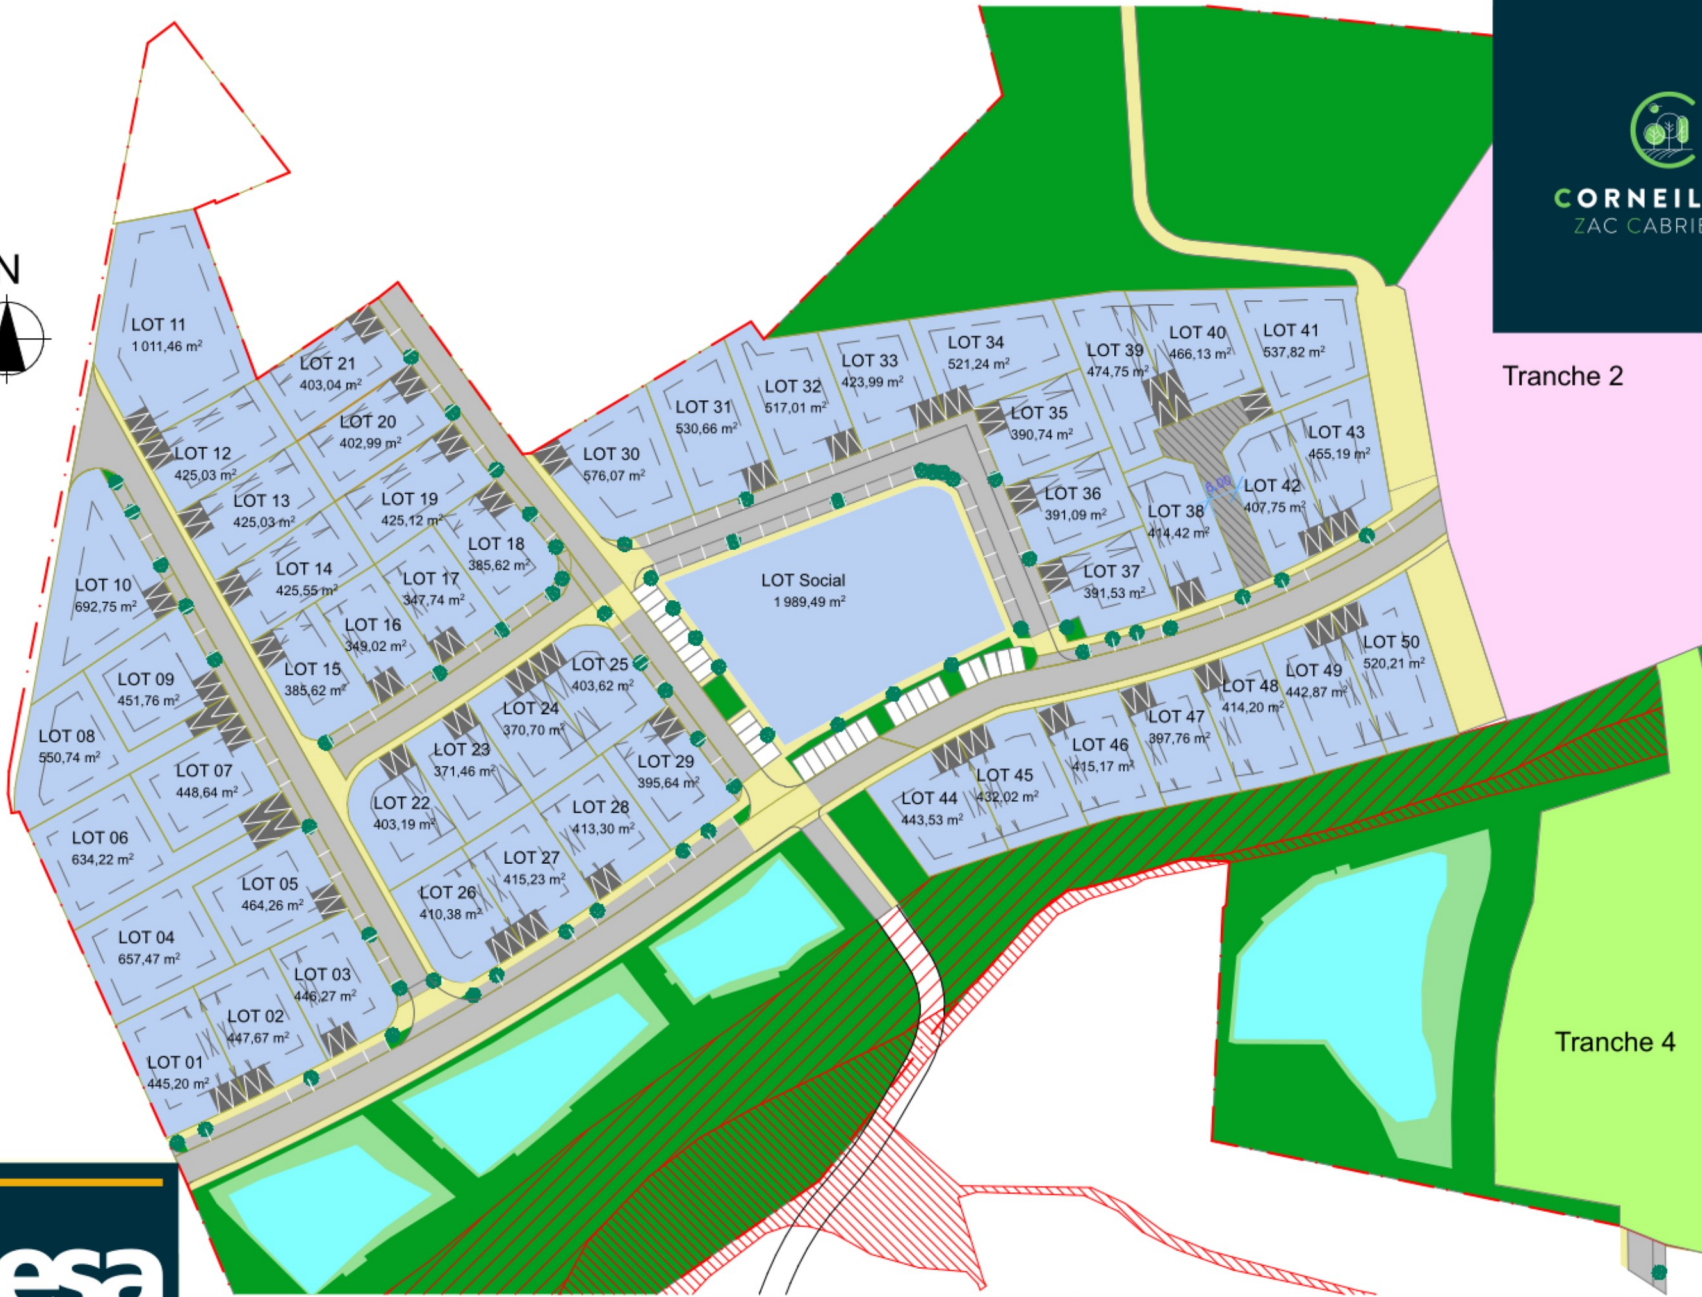 CORNEIL
ZAC CABRIE
N
LOT 11
1 011,46 m²
LOT 21
403,04 m²
LOT 20
402,99 m²
LOT 12
425,03 m²
LOT 13
425,03 m²
LOT 19
425,12 m²
LOT 18
385,62 m²
LOT 14
425,55 m²
LOT 17
347,74 m²
LOT 16
349,02 m²
LOT 15
385,62 m²
LOT 10
692,75 m²
LOT 09
451,76 m²
LOT 08
550,74 m²
LOT 07
448,64 m²
LOT 06
634,22 m²
LOT 05
464,26 m²
LOT 04
657,47 m²
LOT 03
446,27 m²
LOT 02
447,67 m²
LOT 01
445,20 m²
LOT 25
403,62 m²
LOT 24
370,70 m²
LOT 23
371,46 m²
LOT 22
403,19 m²
LOT 29
395,64 m²
LOT 28
413,30 m²
LOT 27
415,23 m²
LOT 26
410,38 m²
LOT 30
576,07 m²
LOT 31
530,66 m²
LOT 32
517,01 m²
LOT 33
423,99 m²
LOT 34
521,24 m²
LOT 35
390,74 m²
LOT 36
391,09 m²
LOT 37
391,53 m²
LOT 38
414,42 m²
LOT 39
474,75 m²
LOT 40
466,13 m²
LOT 41
537,82 m²
LOT 43
455,19 m²
LOT 42
407,75 m²
6,00
LOT Social
1 989,49 m²
LOT 50
520,21 m²
LOT 49
442,87 m²
LOT 48
414,20 m²
LOT 47
397,76 m²
LOT 46
415,17 m²
LOT 45
432,02 m²
LOT 44
443,53 m²
Tranche 2
Tranche 4
esa